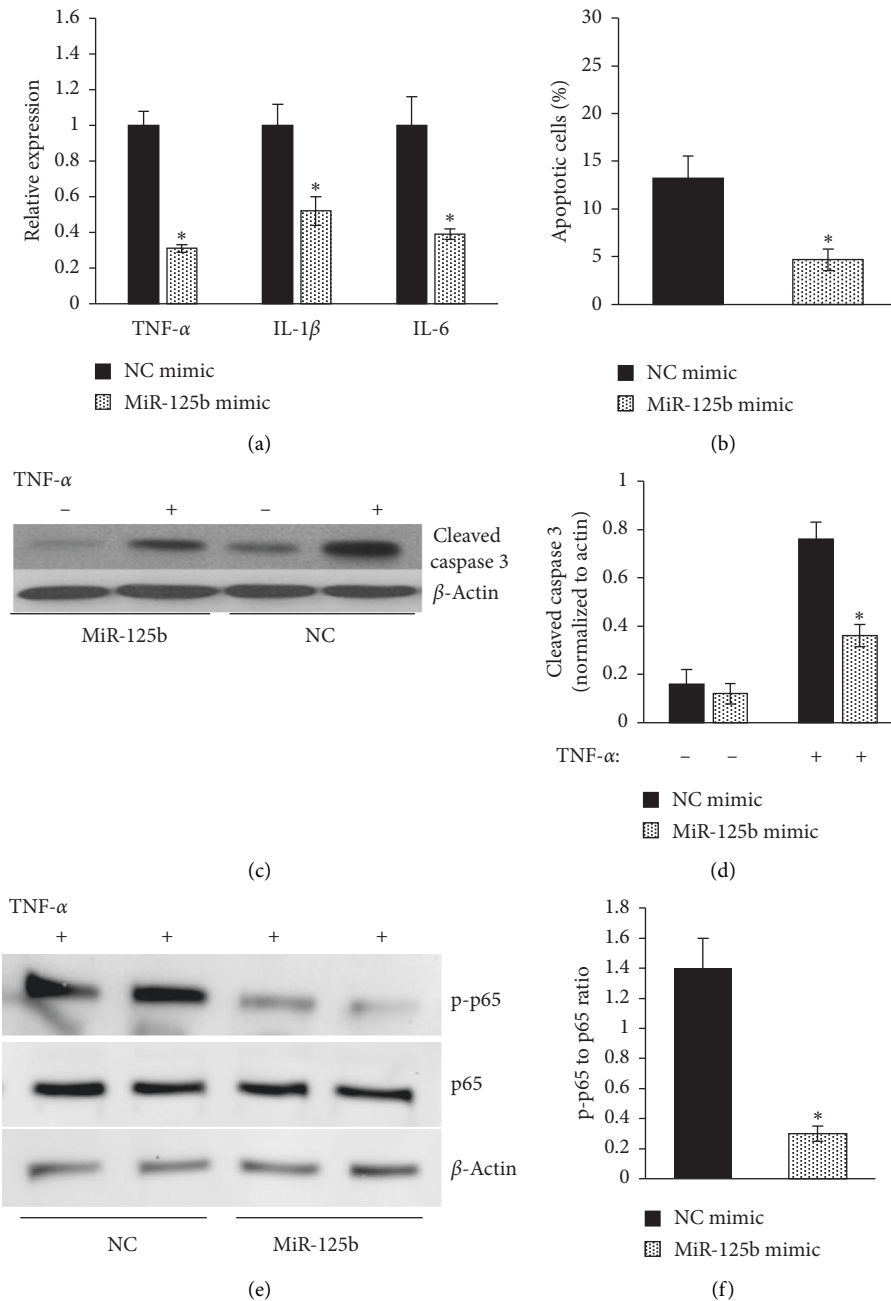 1.6
1.4
1.2
1
0.8
0.6
0.4
0.2
0
Relative expression
* * *
TNF-α IL-1β IL-6
NC mimic
MiR-125b mimic
(a)
30
25
20
15
10
5
0
Apoptotic cells (%)
*
NC mimic
MiR-125b mimic
(b)
TNF-α
– + – +
Cleaved
caspase 3
β-Actin
MiR-125b NC
(c)
1
0.8
0.6
0.4
0.2
0
Cleaved caspase 3
(normalized to actin)
*
TNF-α: – – + +
NC mimic
MiR-125b mimic
(d)
TNF-α
+ + + +
p-p65
p65
β-Actin
NC MiR-125b
(e)
1.8
1.6
1.4
1.2
1
0.8
0.6
0.4
0.2
0
p-p65 to p65 ratio
*
NC mimic
MiR-125b mimic
(f)